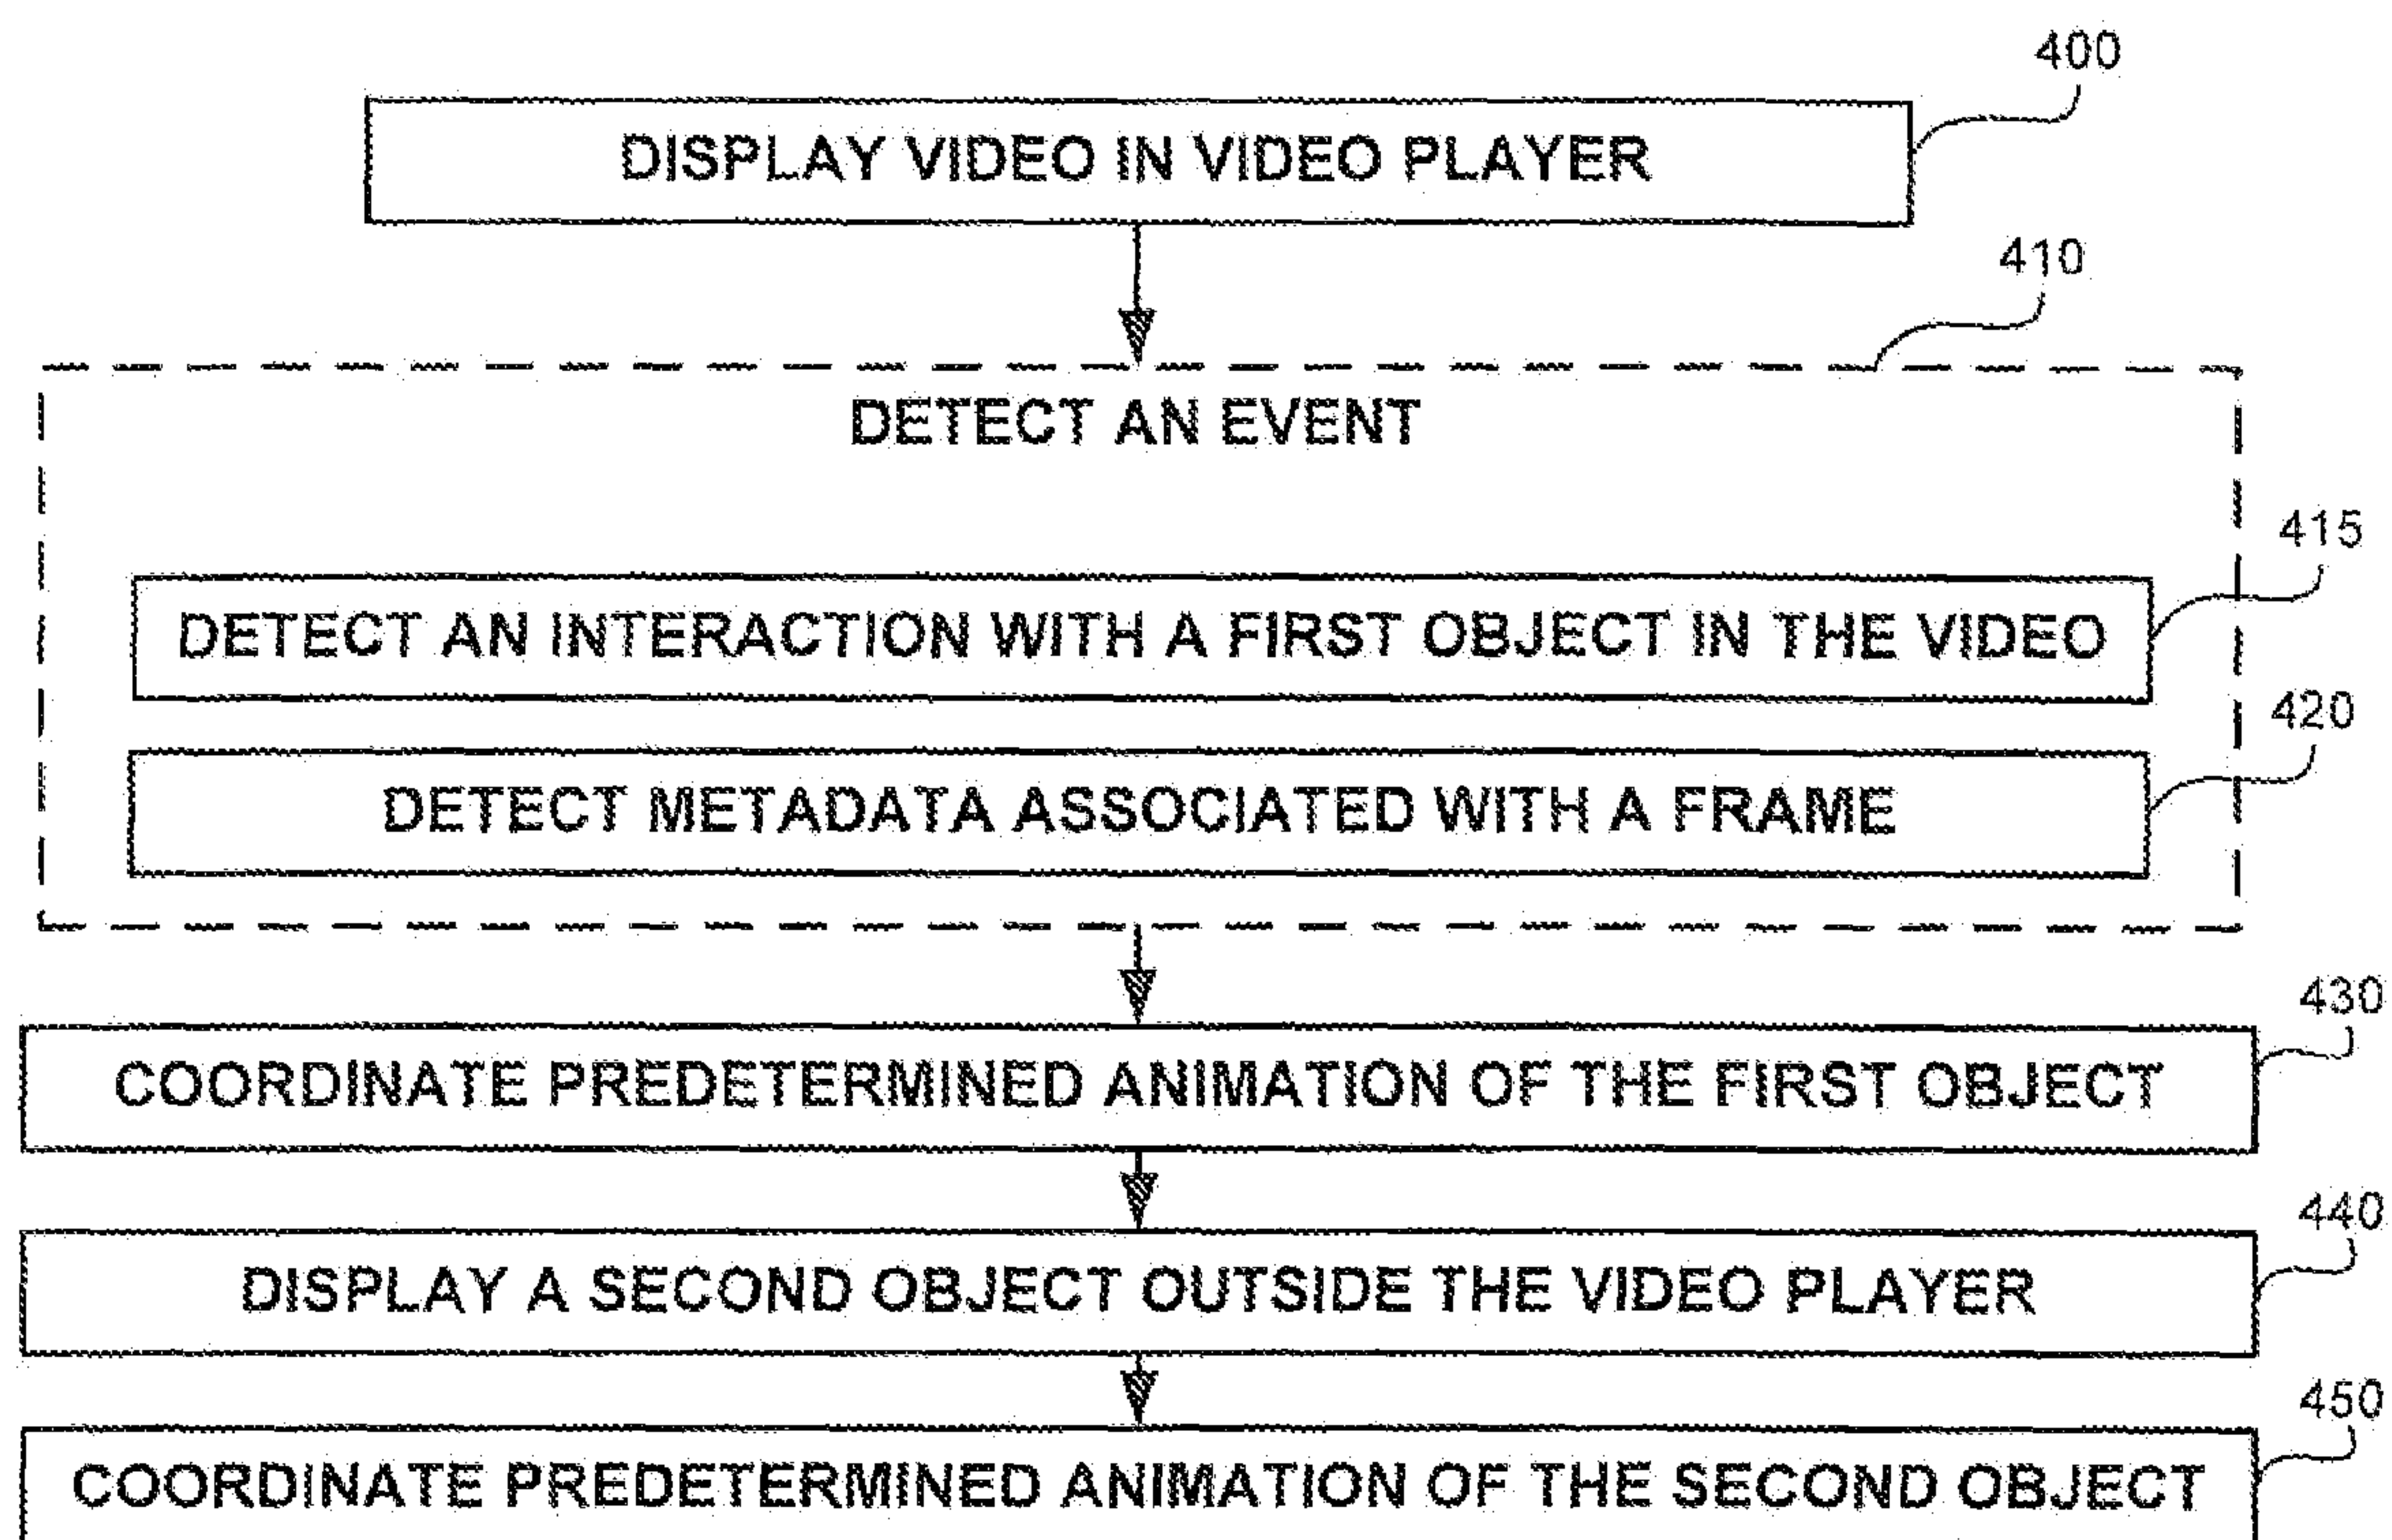 400
DISPLAY VIDEO IN VIDEO PLAYER
410
DETECT AN EVENT
415
DETECT AN INTERACTION WITH A FIRST OBJECT IN THE VIDEO
420
DETECT METADATA ASSOCIATED WITH A FRAME
430
COORDINATE PREDETERMINED ANIMATION OF THE FIRST OBJECT
440
DISPLAY A SECOND OBJECT OUTSIDE THE VIDEO PLAYER
450
COORDINATE PREDETERMINED ANIMATION OF THE SECOND OBJECT